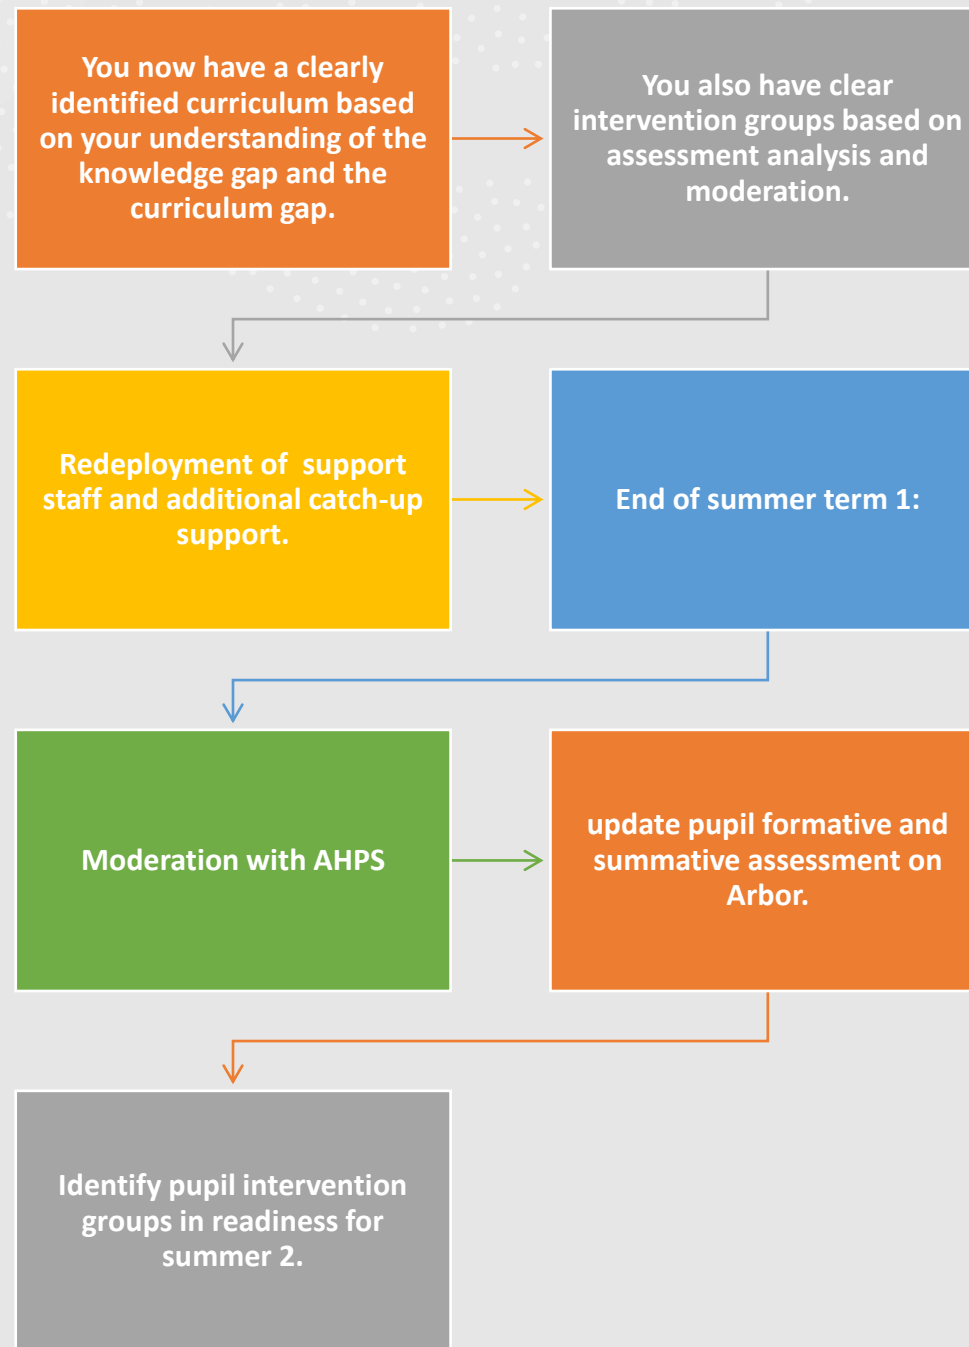 You now have a clearly
identified curriculum based
on your understanding of the
knowledge gap and the
curriculum gap.
You also have clear
intervention groups based on
assessment analysis and
moderation.
Redeployment of  support
staff and additional catch-up
support.
End of summer term 1:
Moderation with AHPS
update pupil formative and
summative assessment on
Arbor.
Identify pupil intervention
groups in readiness for
summer 2.